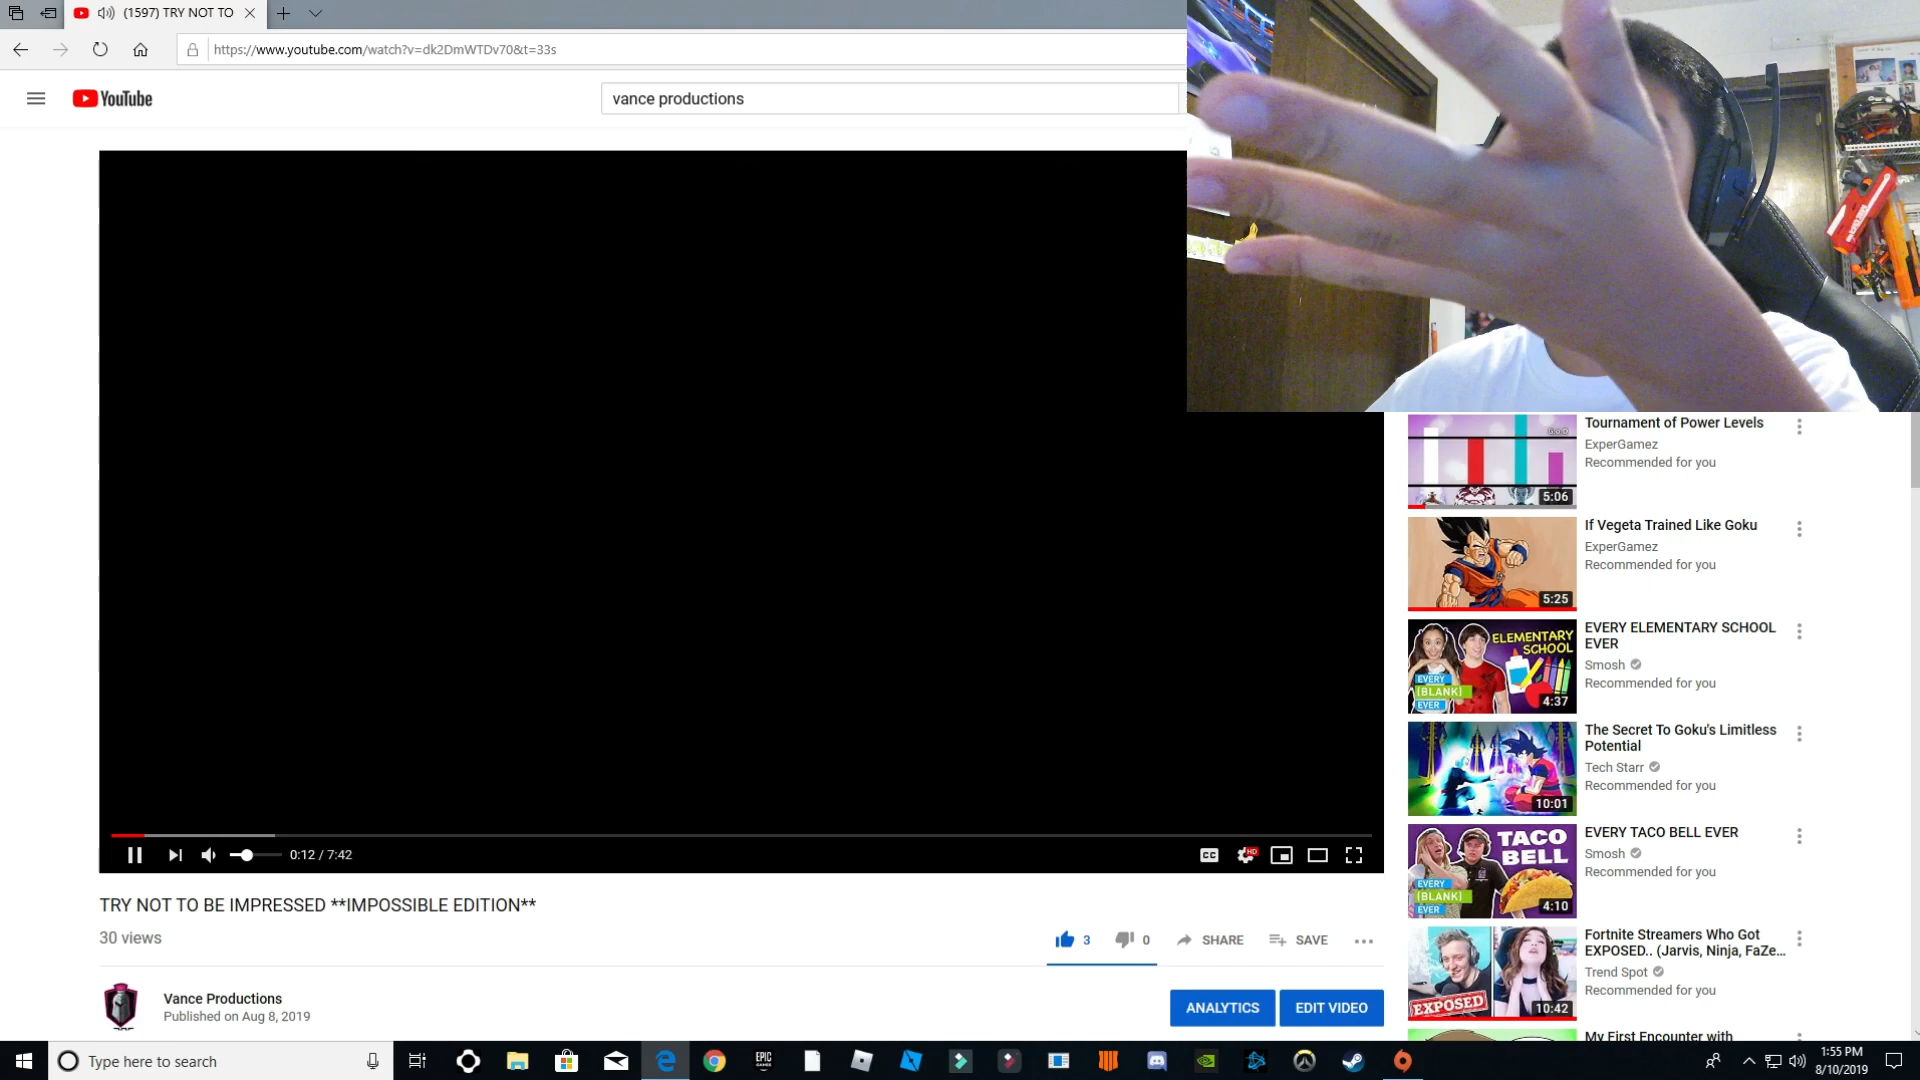 (1597) TRY NOT TO
https://www.youtube.com/watch?v=dk2DmWTDv70&t=33s
YouTube
vance productions
0:12 / 7:42
CC
HD
TRY NOT TO BE IMPRESSED **IMPOSSIBLE EDITION**
30 views
3
0
SHARE
SAVE
Vance Productions
Published on Aug 8, 2019
ANALYTICS
EDIT VIDEO
5:06
Tournament of Power Levels
ExperGamez
Recommended for you
5:25
If Vegeta Trained Like Goku
ExperGamez
Recommended for you
ELEMENTARY
SCHOOL
EVERY
[BLANK]
EVER
4:37
EVERY ELEMENTARY SCHOOL
EVER
Smosh
Recommended for you
10:01
The Secret To Goku's Limitless
Potential
Tech Starr
Recommended for you
TACO
BELL
EVERY
[BLANK]
EVER
4:10
EVERY TACO BELL EVER
Smosh
Recommended for you
EXPOSED
10:42
Fortnite Streamers Who Got
EXPOSED.. (Jarvis, Ninja, FaZe...
Trend Spot
Recommended for you
My First Encounter with
Type here to search
EPIC
GAMES
1:55 PM
8/10/2019